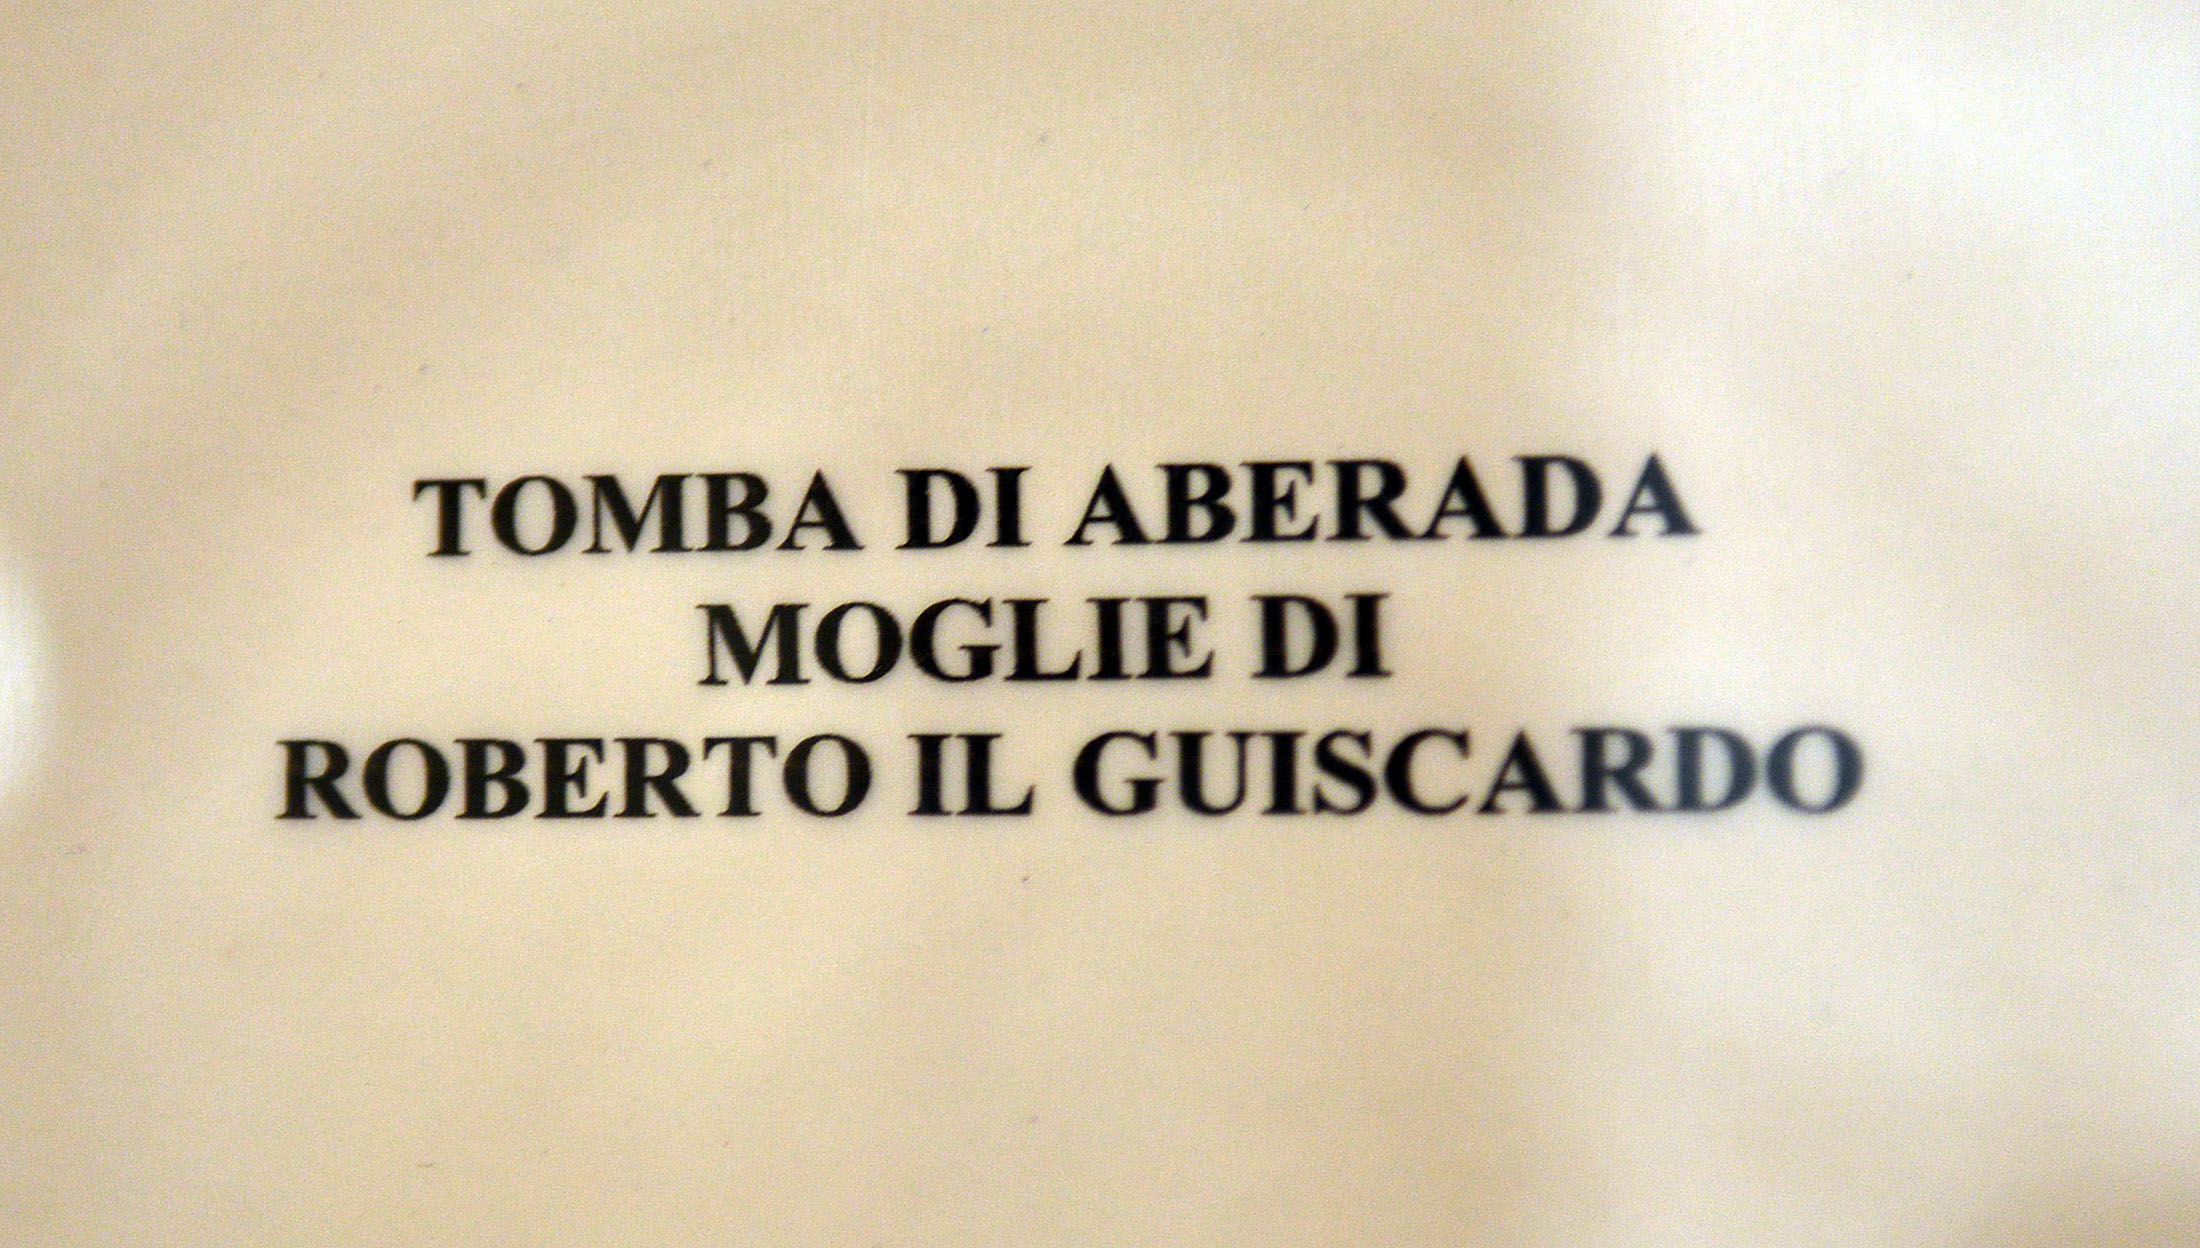 TOMBA DI ABERADA
MOGLIE DI
ROBERTO IL GUISCARDO